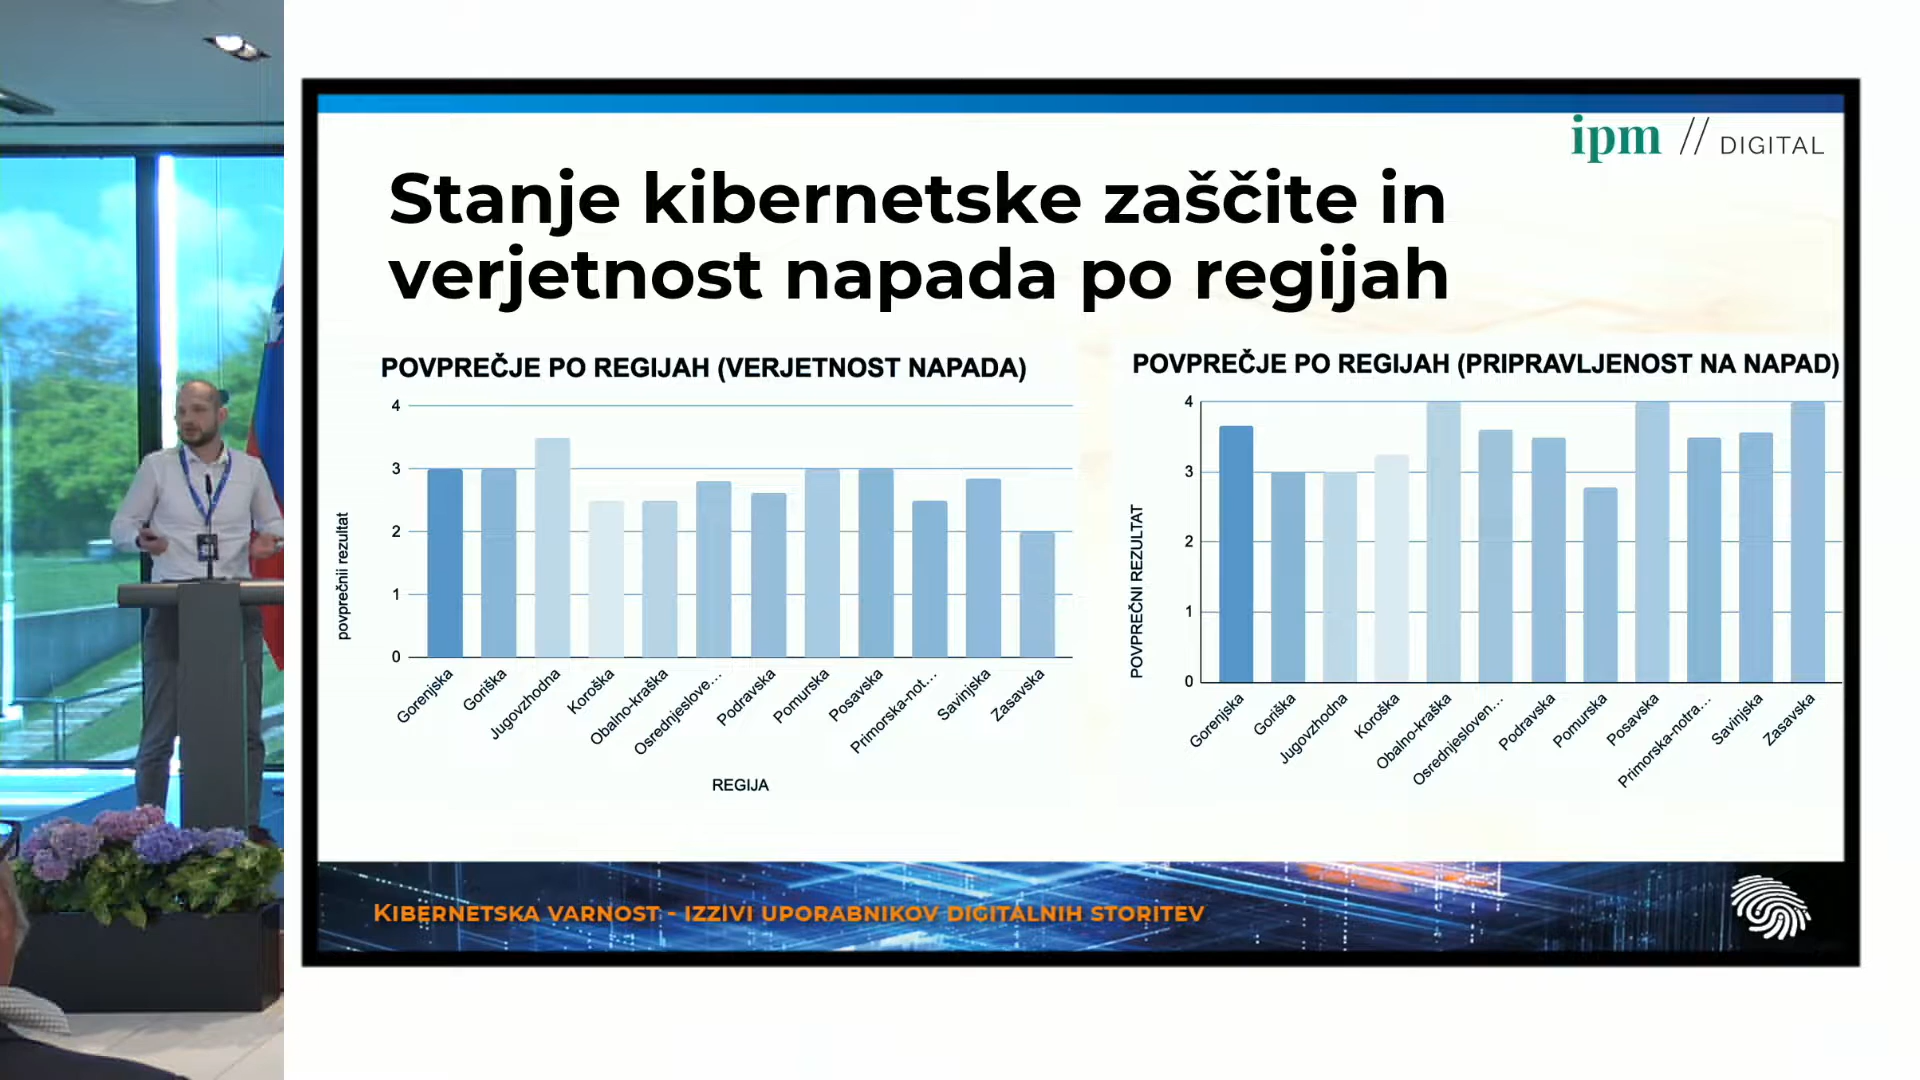 ipm // DIGITAL
Stanje kibernetske zaščite in
verjetnost napada po regijah
POVPREČJE PO REGIJAH (VERJETNOST NAPADA)
4
3
2
1
0
povprečnii rezultat
Gorenjska
Goriška
Jugovzhodna
Koroška
Obalno-kraška
Osrednjeslove...
Podravska
Pomurska
Posavska
Primorska-not...
Savinjska
Zasavska
REGIJA
POVPREČJE PO REGIJAH (PRIPRAVLJENOST NA NAPAD)
4
3
2
1
0
POVPREČNI REZULTAT
Gorenjska
Goriška
Jugovzhodna
Koroška
Obalno-kraška
Osrednjesloven...
Podravska
Pomurska
Posavska
Primorska-notra...
Savinjska
Zasavska
KIBERNETSKA VARNOST - IZZIVI UPORABNIKOV DIGITALNIH STORITEV